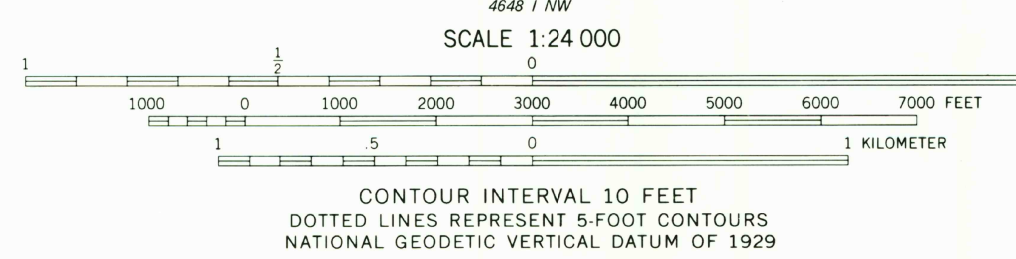 4648 I NW
SCALE 1:24 000
1 1/2 0
1000 0 1000 2000 3000 4000 5000 6000 7000 FEET
1 .5 0 1 KILOMETER
CONTOUR INTERVAL 10 FEET
DOTTED LINES REPRESENT 5-FOOT CONTOURS
NATIONAL GEODETIC VERTICAL DATUM OF 1929